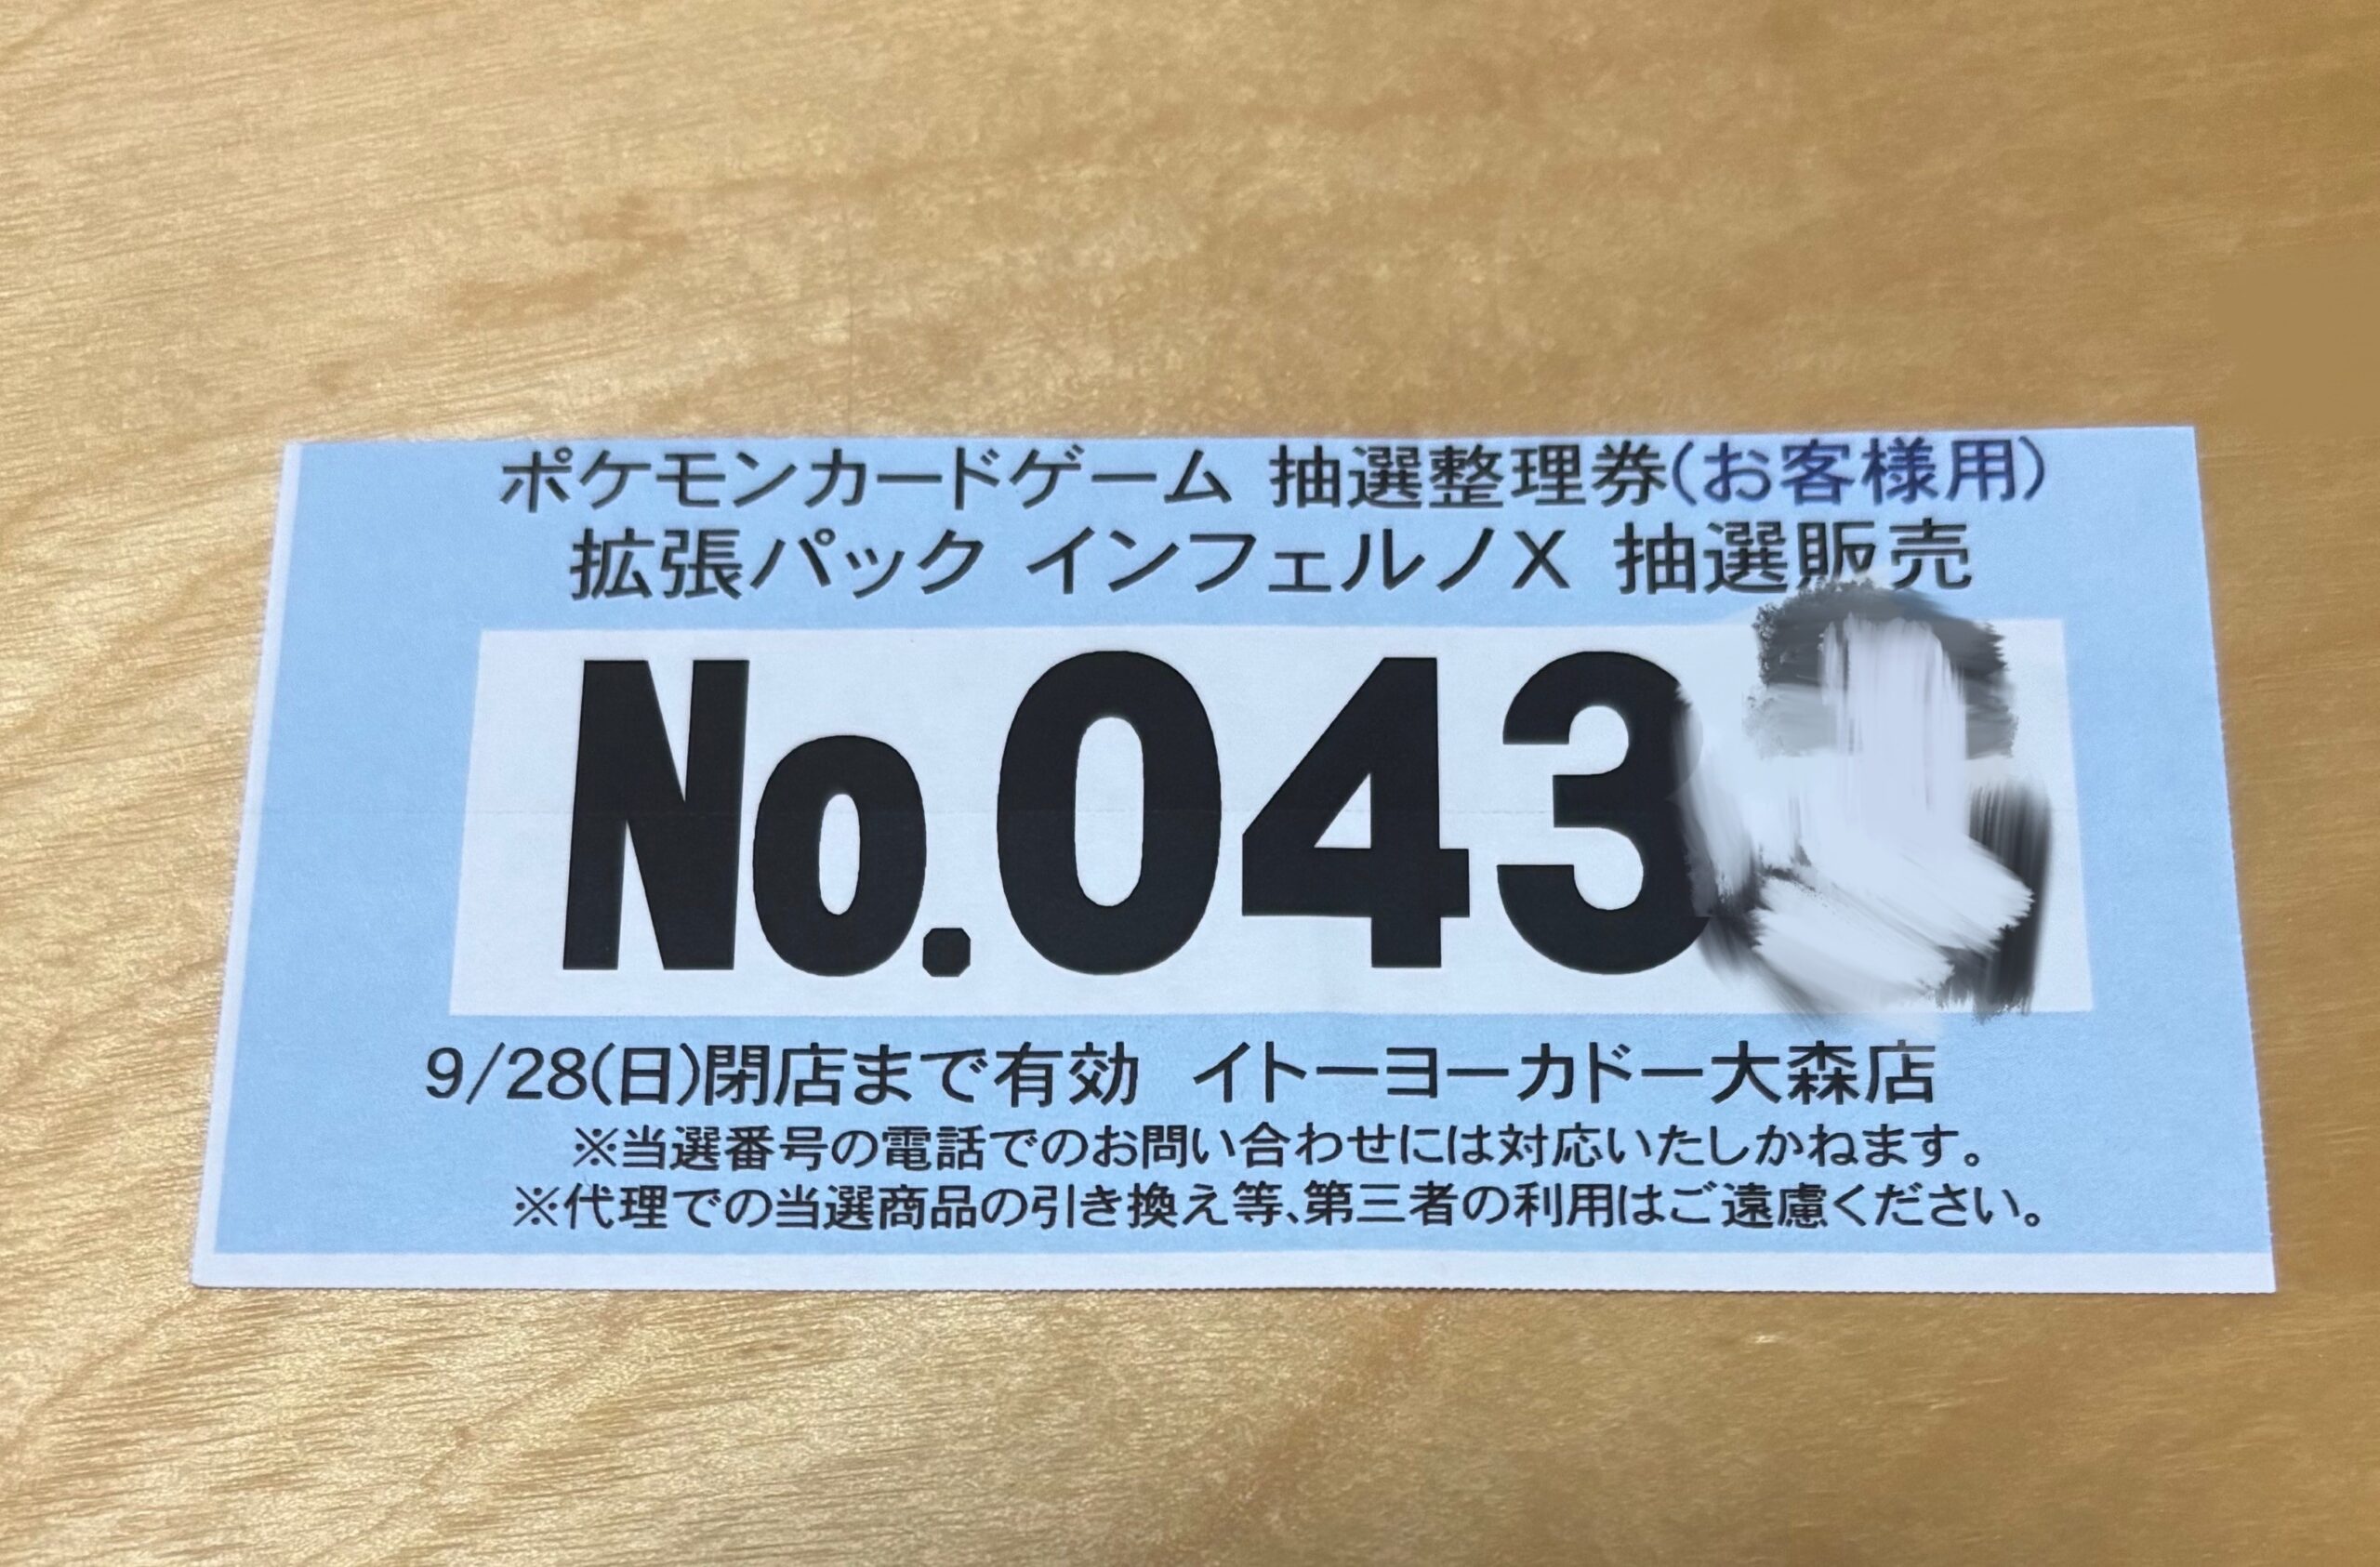 ポケモンカードゲーム 抽選整理券(お客様用)
拡張パック インフェルノX 抽選販売
No.043
9/28(日)閉店まで有効 イトーヨーカドー大森店
※当選番号の電話でのお問い合わせには対応いたしかねます。
※代理での当選商品の引き換え等、第三者の利用はご遠慮ください。